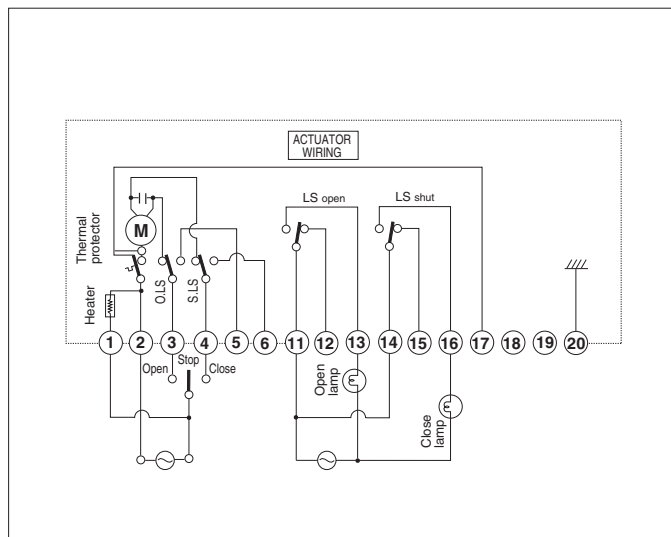 ACTUATOR
WIRING
LS open
LS shut
M
Thermal
protector
O.LS
S.LS
Heater
1 2 3 4 5 6 11 12 13 14 15 16 17 18 19 20
Open
Stop
Close
Open
lamp
Close
lamp